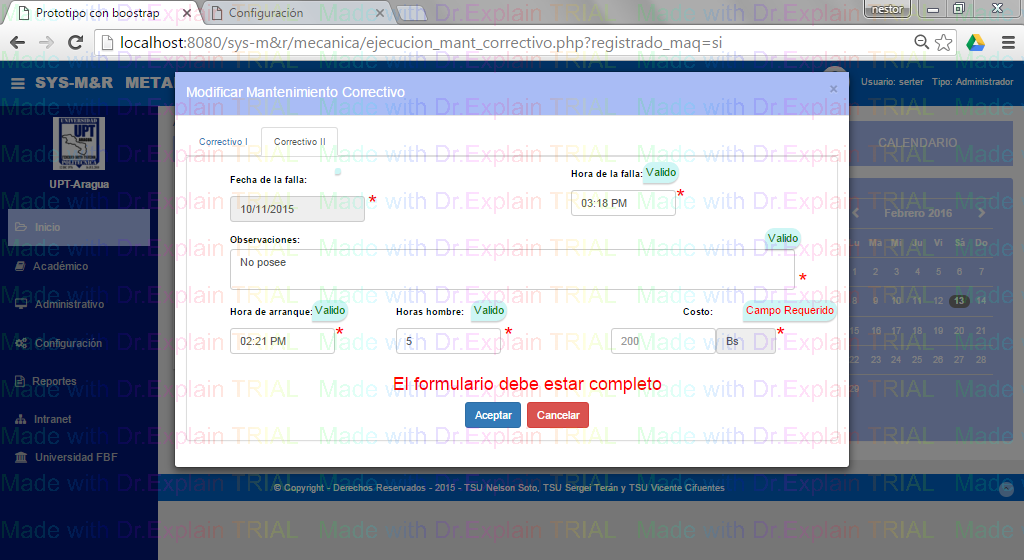 Prototipo con boostrap
Configuración
nestor
localhost:8080/sys-m&r/mecanica/ejecucion_mant_correctivo.php?registrado_maq=si
SYS-M&R META
Usuario: serter Tipo: Administrador
Modificar Mantenimiento Correctivo ×
UNIVERSIDAD
UPT
UPT-Aragua
Inicio
Académico
Administrativo
Configuración
Reportes
Intranet
Universidad FBF
Correctivo I
Correctivo II
Fecha de la falla:
Hora de la falla: Valido
10/11/2015 *
03:18 PM *
Observaciones: Valido
No posee *
Hora de arranque: Valido
Horas hombre: Valido
Costo: Campo Requerido
02:21 PM *
5 *
200 Bs *
El formulario debe estar completo
Aceptar Cancelar
CALENDARIO
Febrero 2016
Lu Ma Mi Ju Vi Sá Do
1 2 3 4 5 6 7
8 9 10 11 12 13 14
15 16 17 18 19 20 21
22 23 24 25 26 27 28
29
© Copyright - Derechos Reservados - 2015 - TSU Nelson Soto, TSU Sergei Terán y TSU Vicente Cifuentes
Made with Dr.Explain TRIAL